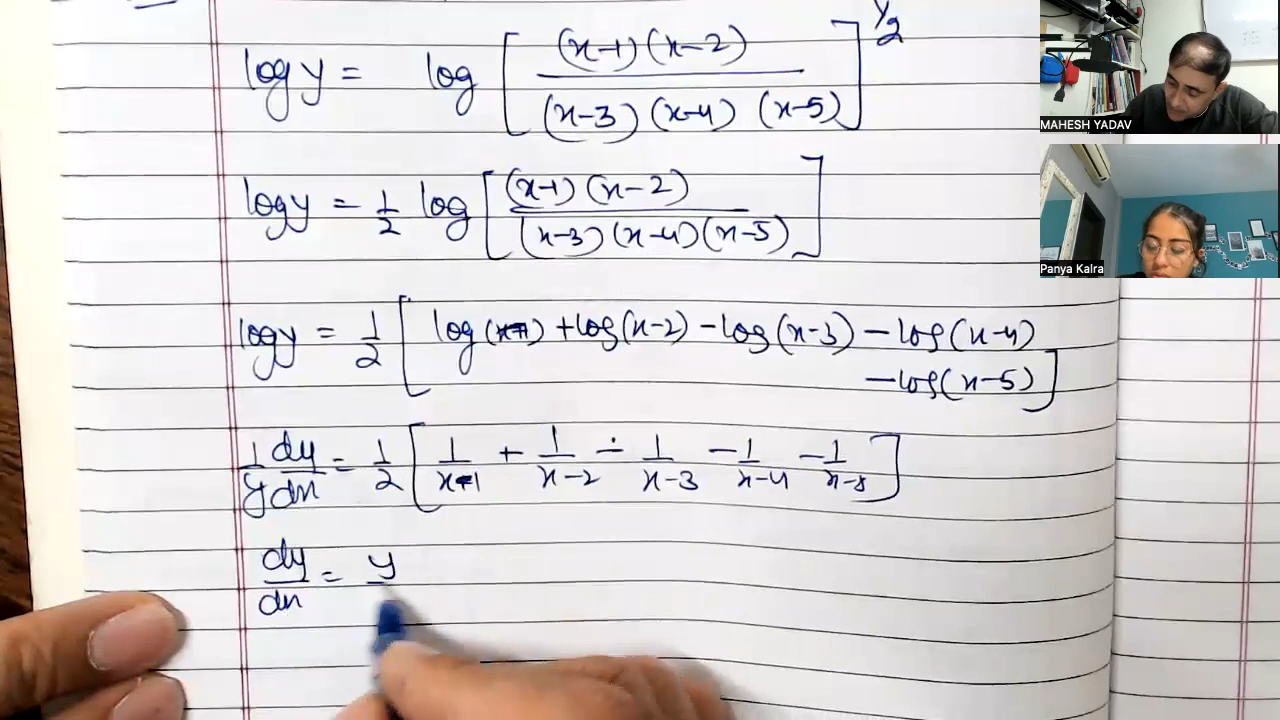 log y = log [ (x-1)(x-2) / (x-3)(x-4)(x-5) ]^1/2
MAHESH YADAV
log y = 1/2 log [ (x-1)(x-2) / (x-3)(x-4)(x-5) ]
Panya Kalra
log y = 1/2 [ log(x-1) + log(x-2) - log(x-3) - log(x-4)
- log(x-5) ]
1/y dy/dx = 1/2 [ 1/x-1 + 1/x-2 - 1/x-3 - 1/x-4 - 1/x-5 ]
dy/dx = y